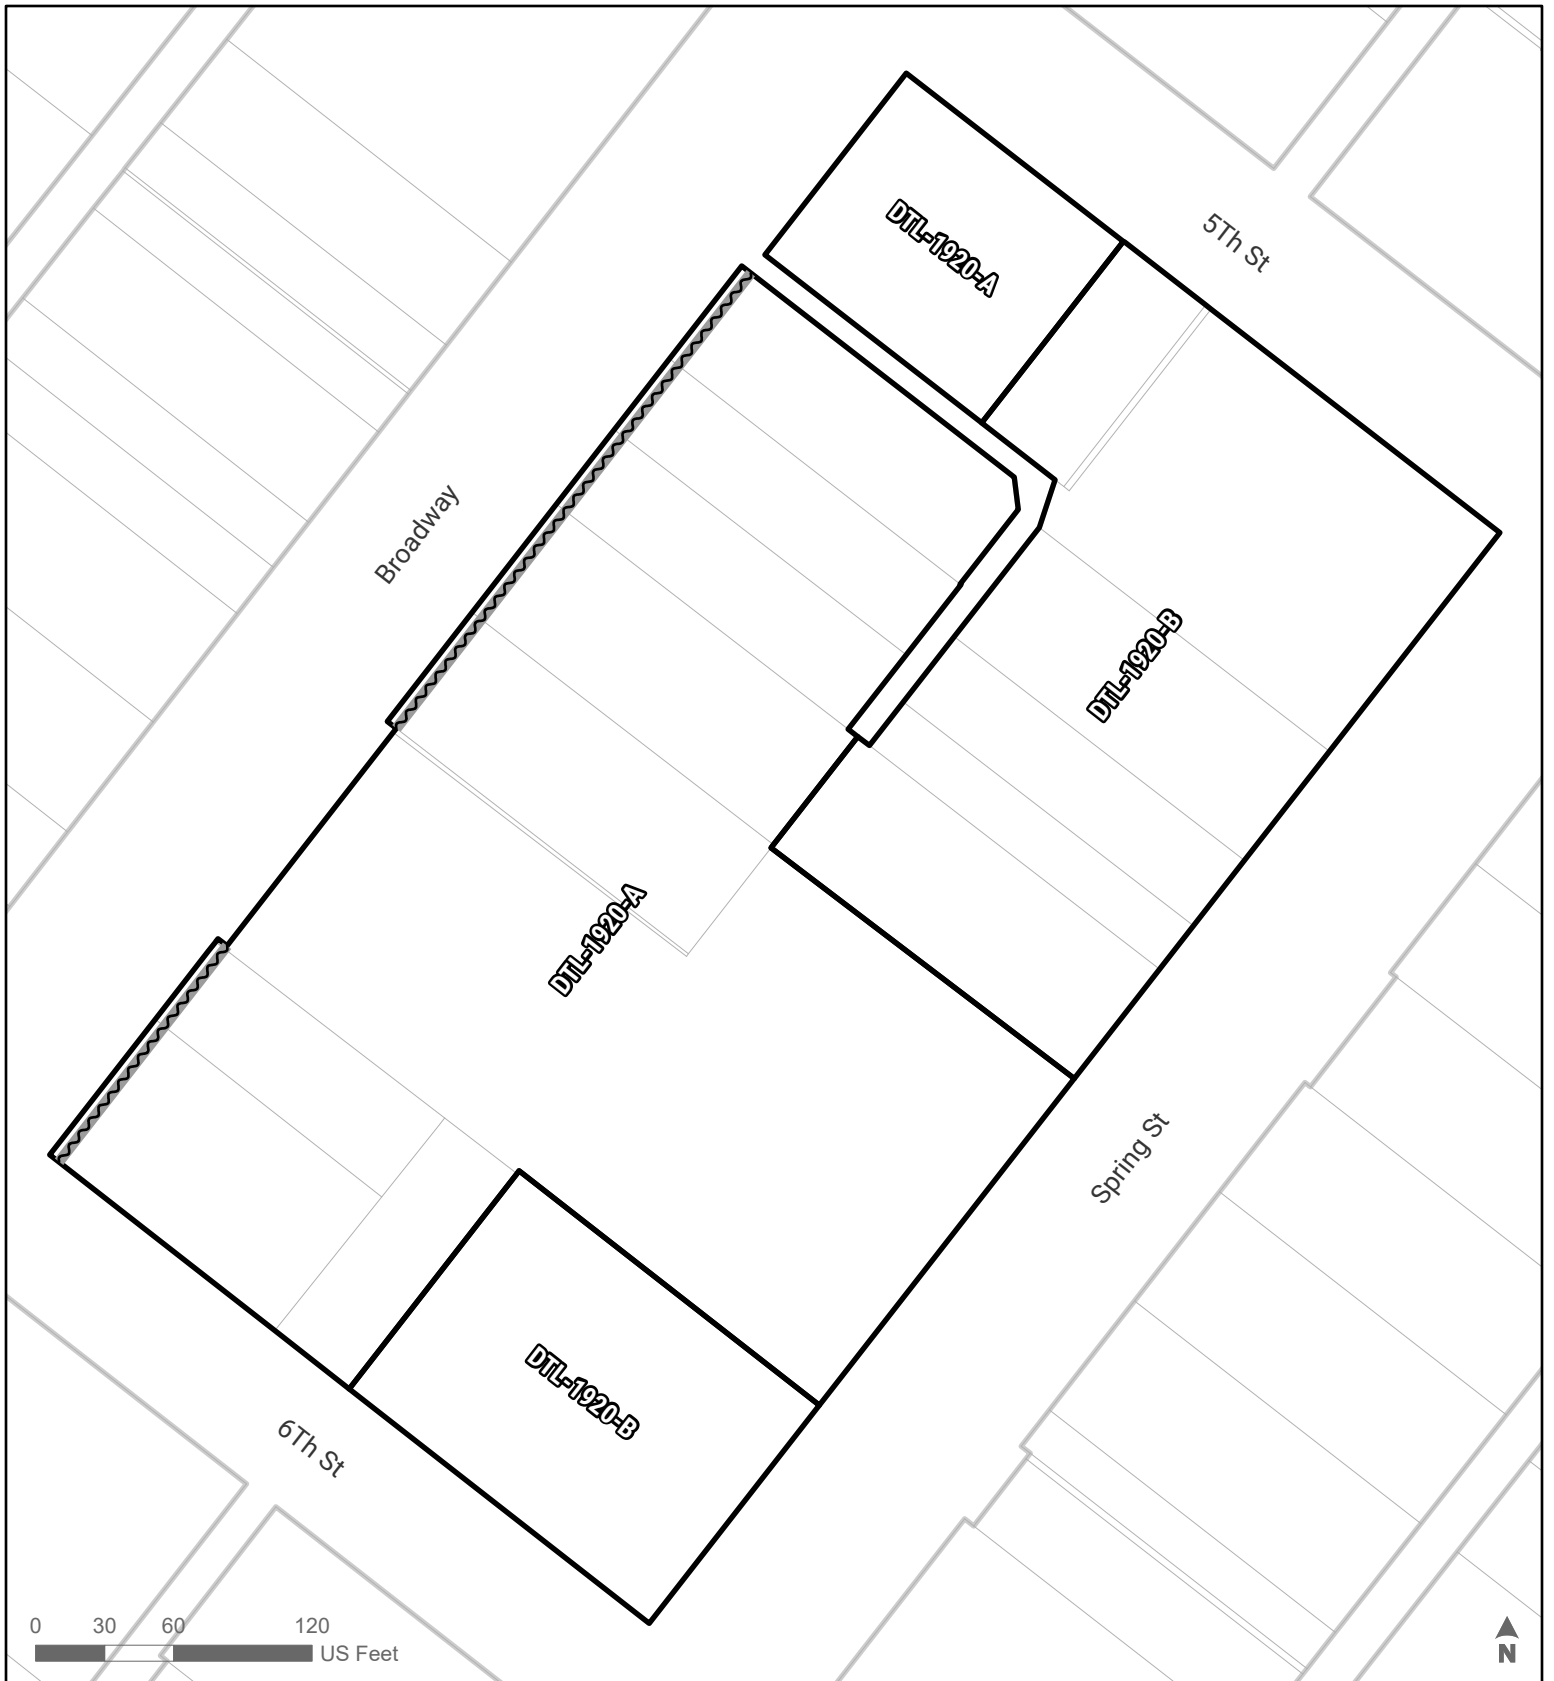 DTL-1920-A
5Th St
Broadway
DTL-1920-B
DTL-1920-A
Spring St
DTL-1920-B
6Th St
0 30 60 120
US Feet
N